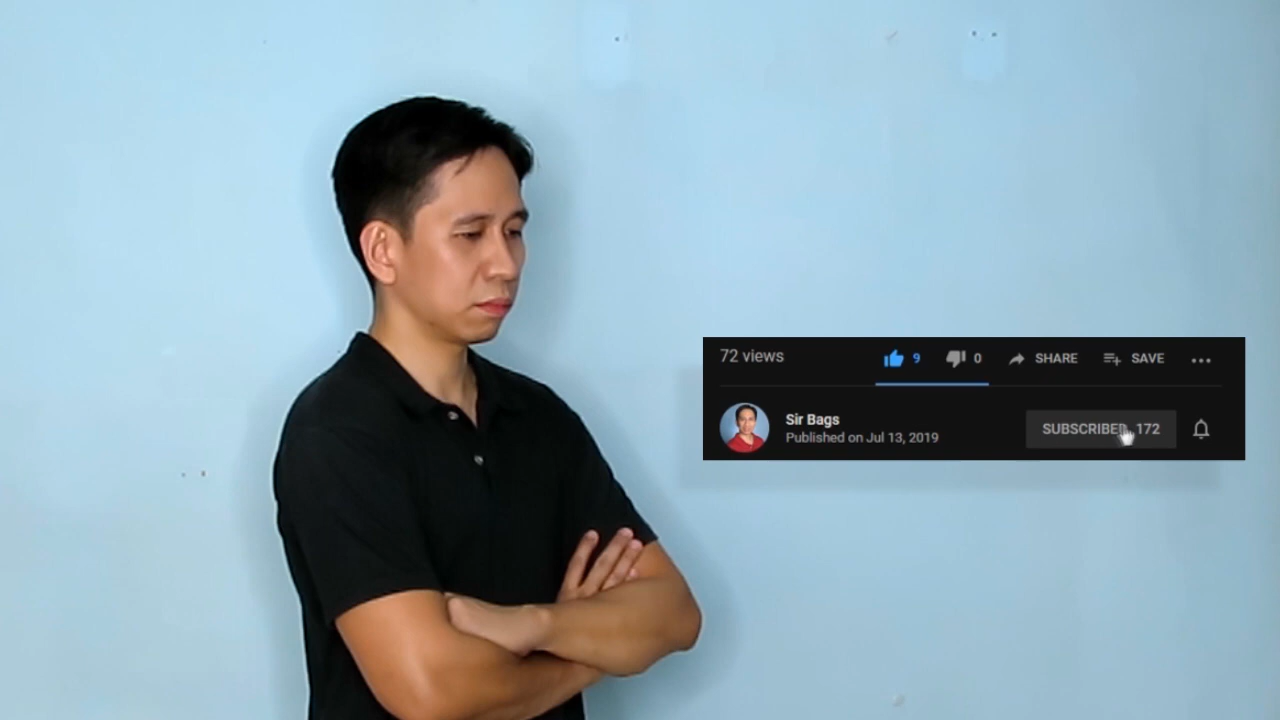 72 views 9 0 SHARE SAVE
Sir Bags
Published on Jul 13, 2019
SUBSCRIBED 172